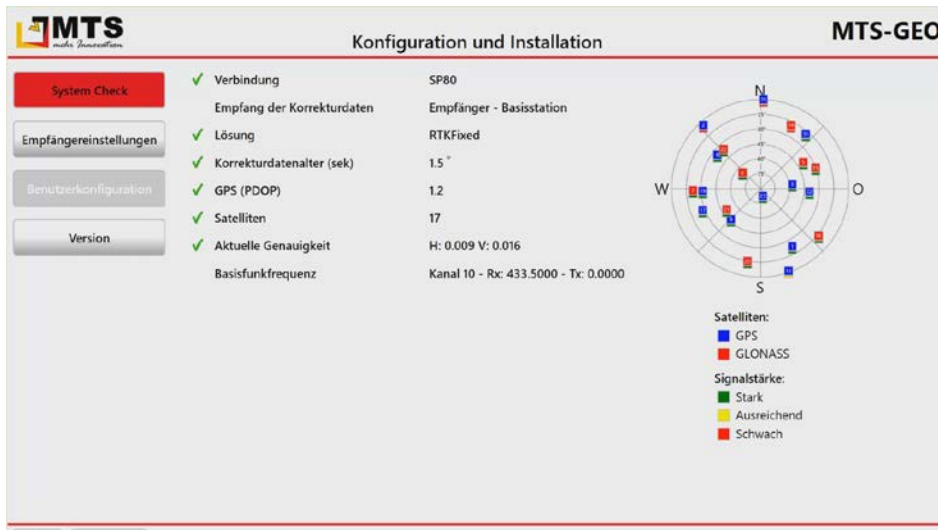 MTS
mehr Innovation
Konfiguration und Installation
MTS-GEO
System Check
Empfängereinstellungen
Benutzerkonfiguration
Version
Verbindung SP80
Empfang der Korrekturdaten Empfänger - Basisstation
Lösung RTKFixed
Korrekturdatenalter (sek) 1.5 "
GPS (PDOP) 1.2
Satelliten 17
Aktuelle Genauigkeit H: 0.009 V: 0.016
Basisfunkfrequenz Kanal 10 - Rx: 433.5000 - Tx: 0.0000
N
W
O
S
Satelliten:
GPS
GLONASS
Signalstärke:
Stark
Ausreichend
Schwach